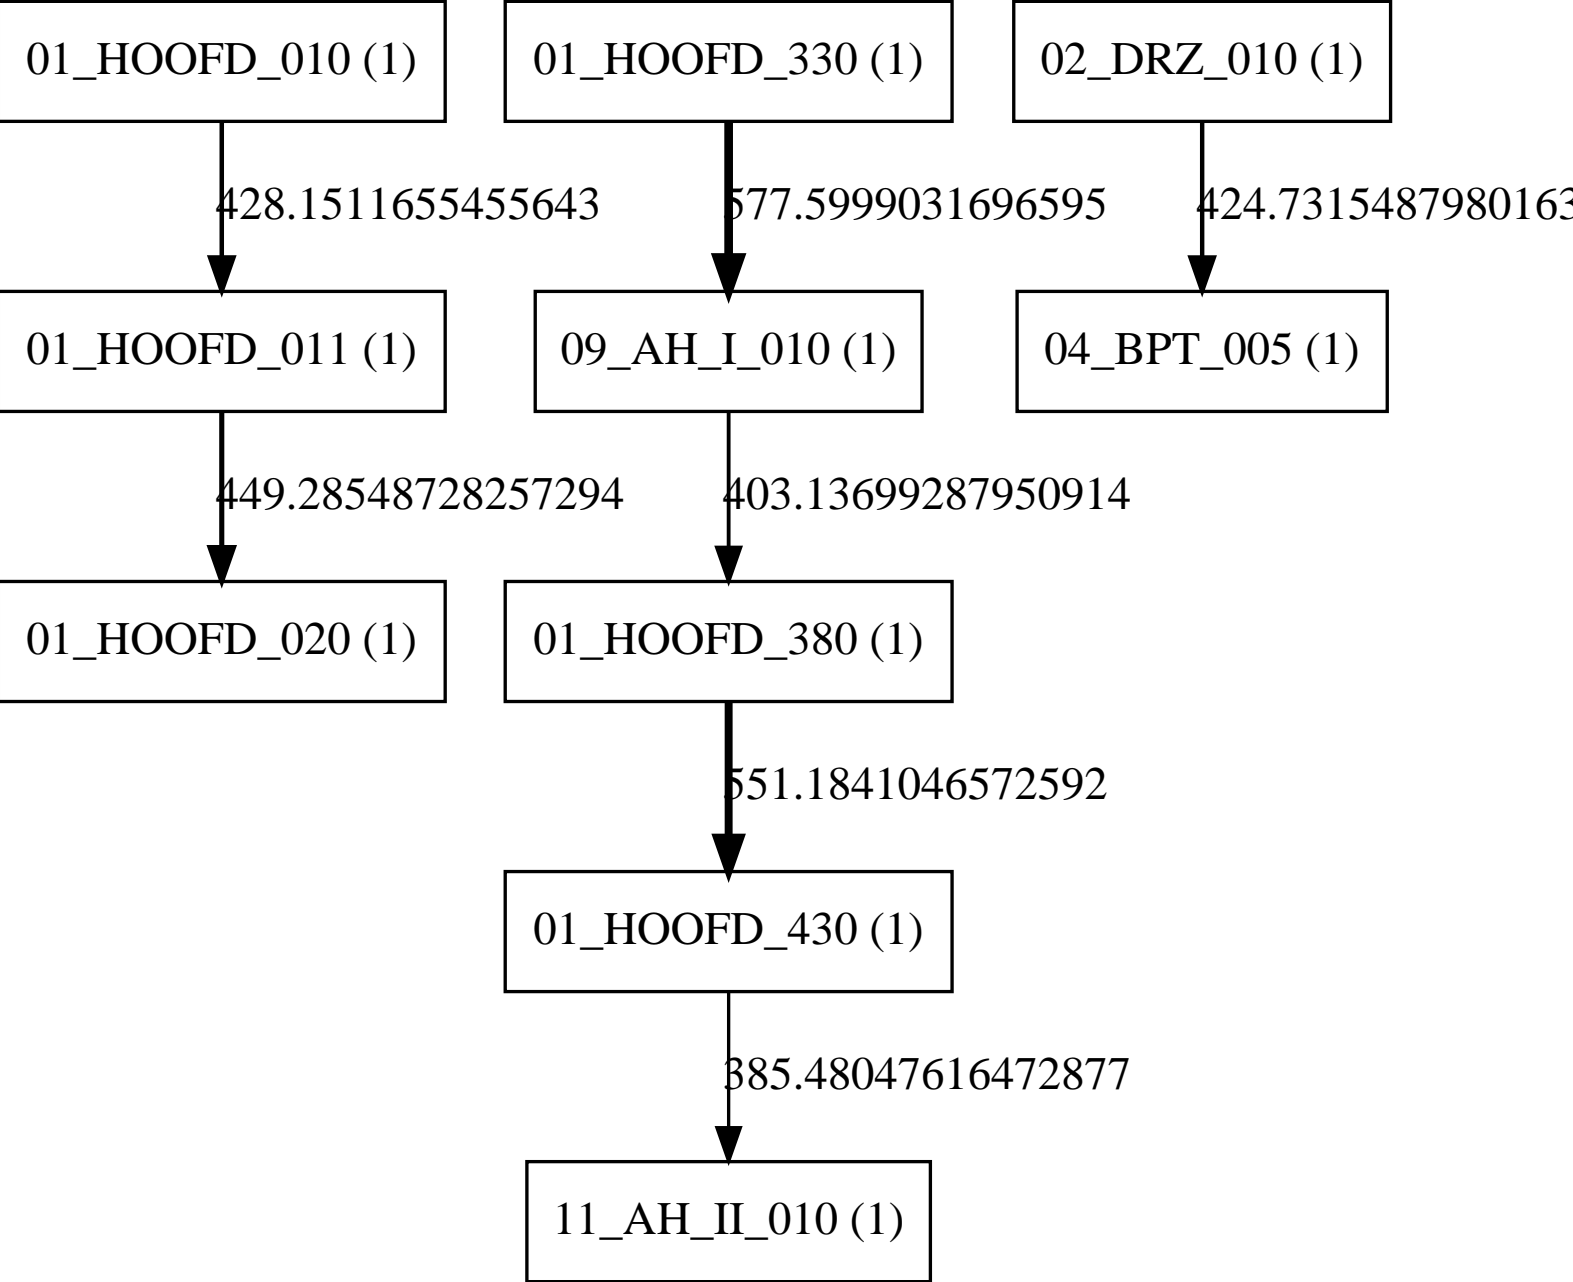 01_HOOFD_010 (1)
01_HOOFD_330 (1)
02_DRZ_010 (1)
428.1511655455643
577.5999031696595
424.7315487980163
01_HOOFD_011 (1)
09_AH_I_010 (1)
04_BPT_005 (1)
449.28548728257294
403.13699287950914
01_HOOFD_020 (1)
01_HOOFD_380 (1)
551.1841046572592
01_HOOFD_430 (1)
385.48047616472877
11_AH_II_010 (1)